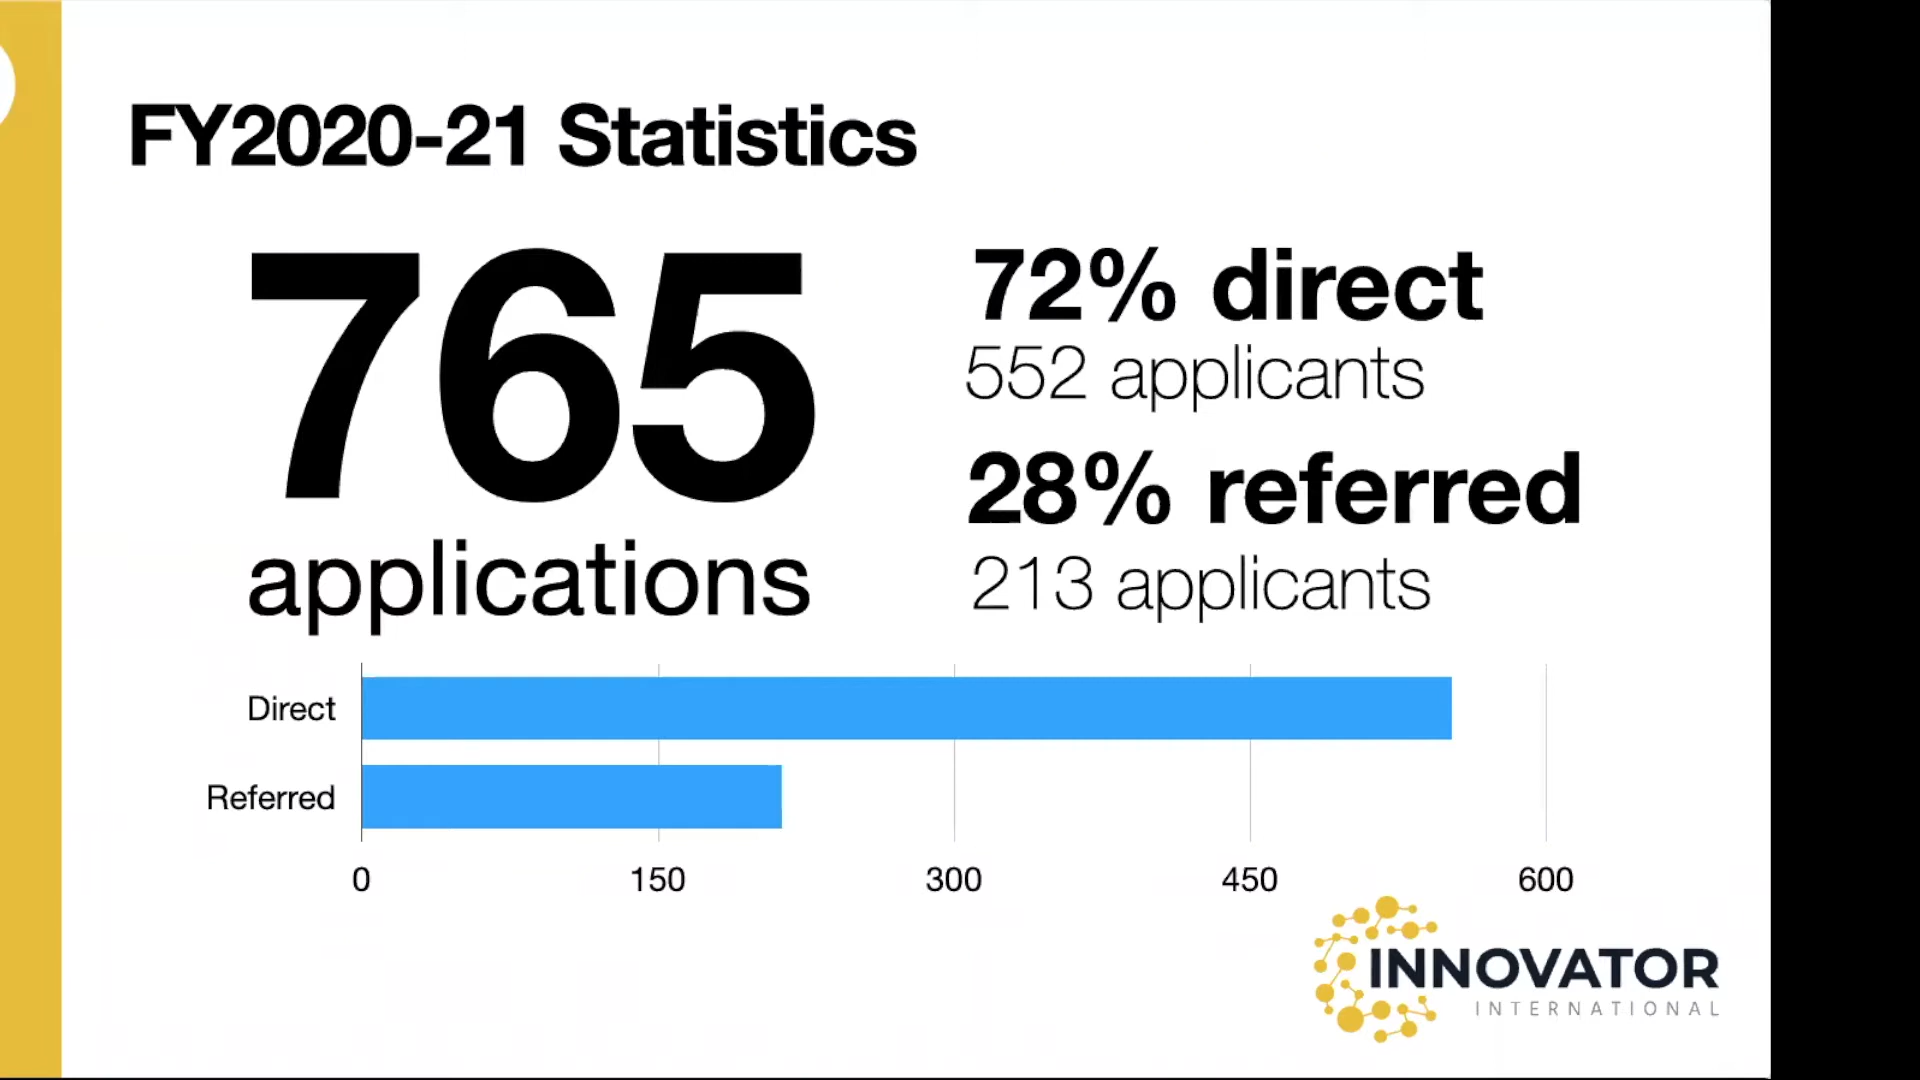 FY2020-21 Statistics
765
applications
72% direct
552 applicants
28% referred
213 applicants
Direct
Referred
0 150 300 450 600
INNOVATOR
INTERNATIONAL